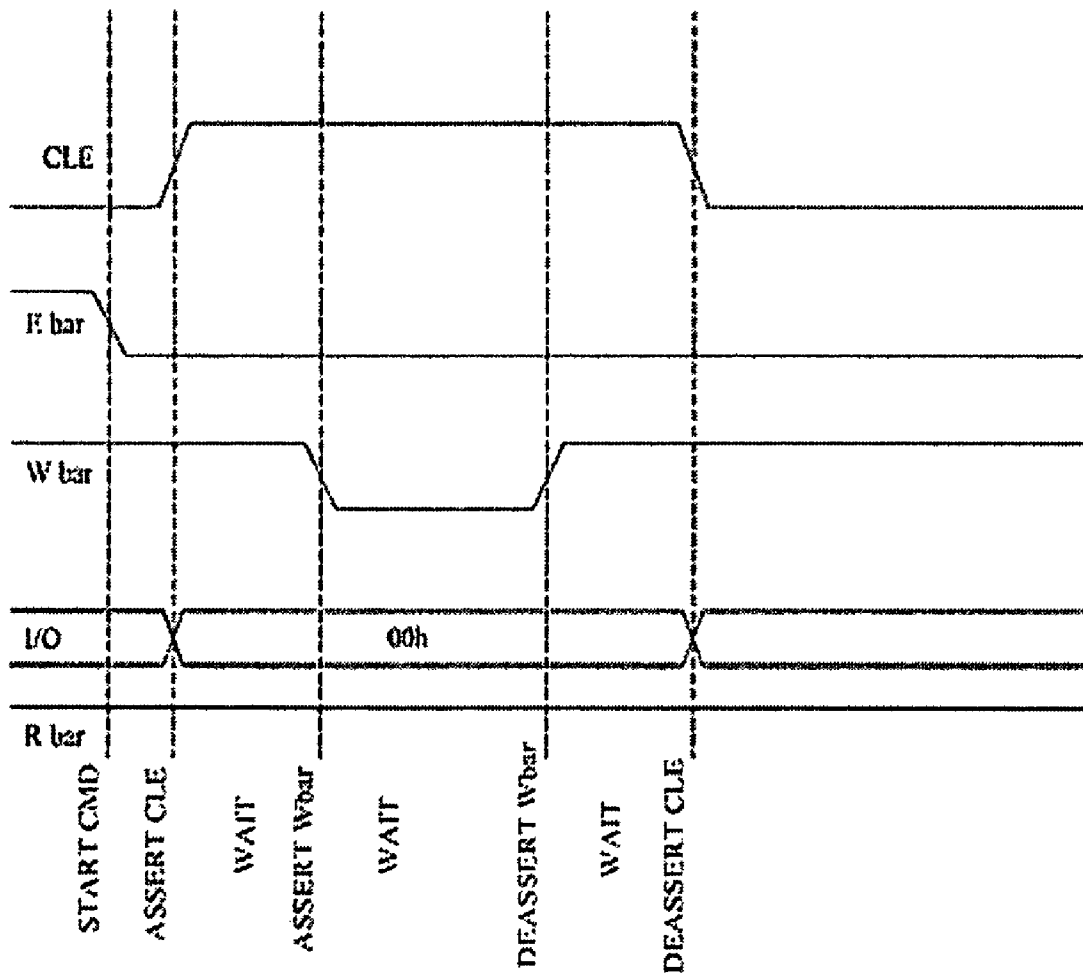 CLE
E bar
W bar
I/O
00h
R bar
START CMD
ASSERT CLE
WAIT
ASSERT Wbar
WAIT
DEASSERT Wbar
WAIT
DEASSERT CLE